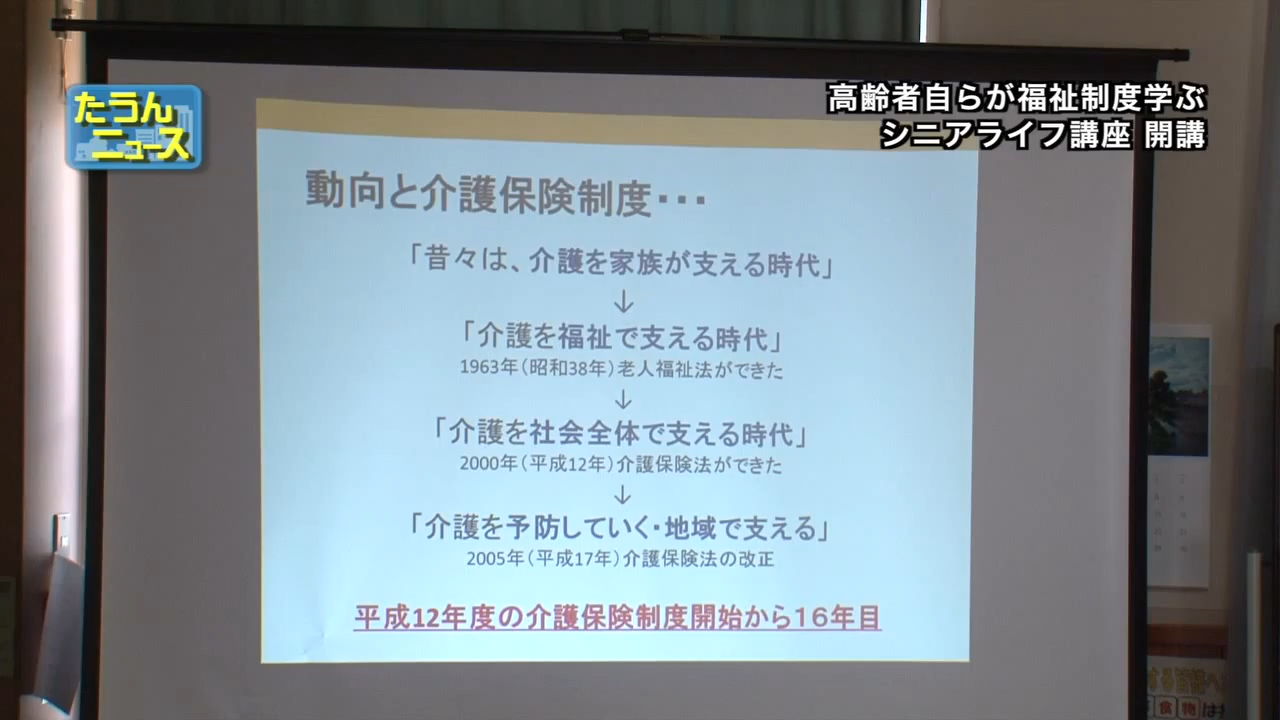 たうん
ニュース
高齢者自らが福祉制度学ぶ
シニアライフ講座 開講
動向と介護保険制度・・・
「昔々は、介護を家族が支える時代」
↓
「介護を福祉で支える時代」
1963年（昭和38年）老人福祉法ができた
↓
「介護を社会全体で支える時代」
2000年（平成12年）介護保険法ができた
↓
「介護を予防していく・地域で支える」
2005年（平成17年）介護保険法の改正
平成12年度の介護保険制度開始から１６年目
食物は